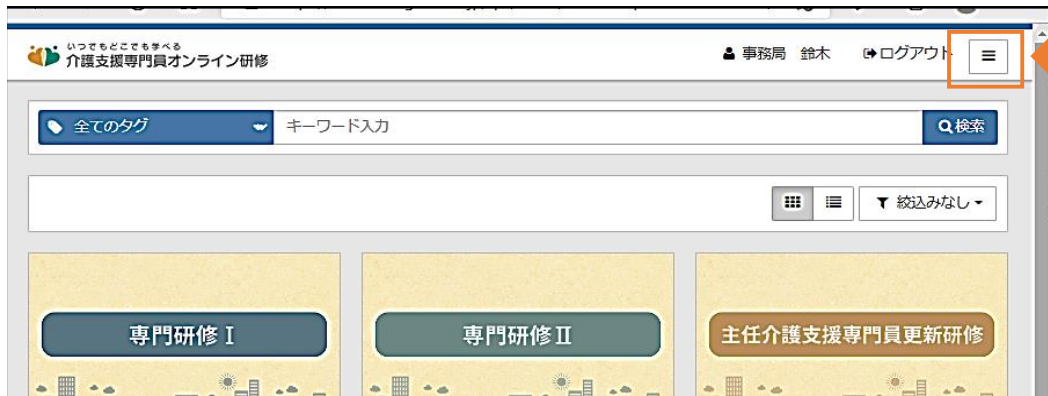 いつでもどこでも学べる
介護支援専門員オンライン研修
事務局 鈴木 ログアウト
全てのタグ キーワード入力 検索
絞込みなし
専門研修Ⅰ 専門研修Ⅱ 主任介護支援専門員更新研修